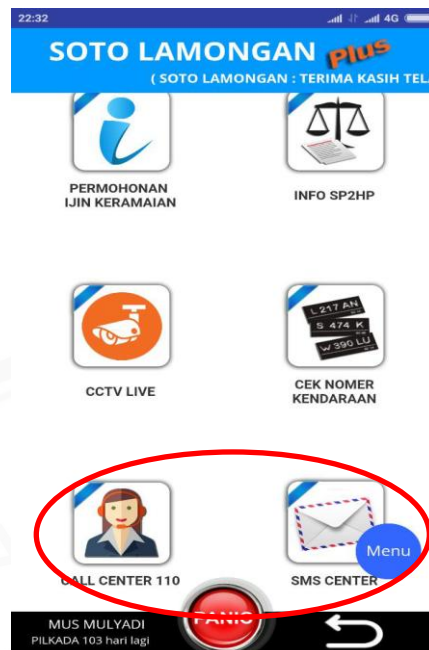 22:32
4G
SOTO LAMONGAN Plus
( SOTO LAMONGAN : TERIMA KASIH TEL
PERMOHONAN
IJIN KERAMAIAN
INFO SP2HP
L 217 AN
S 474 K
W 390 LU
CCTV LIVE
CEK NOMER
KENDARAAN
Menu
CALL CENTER 110
SMS CENTER
PANIC
MUS MULYADI
PILKADA 103 hari lagi